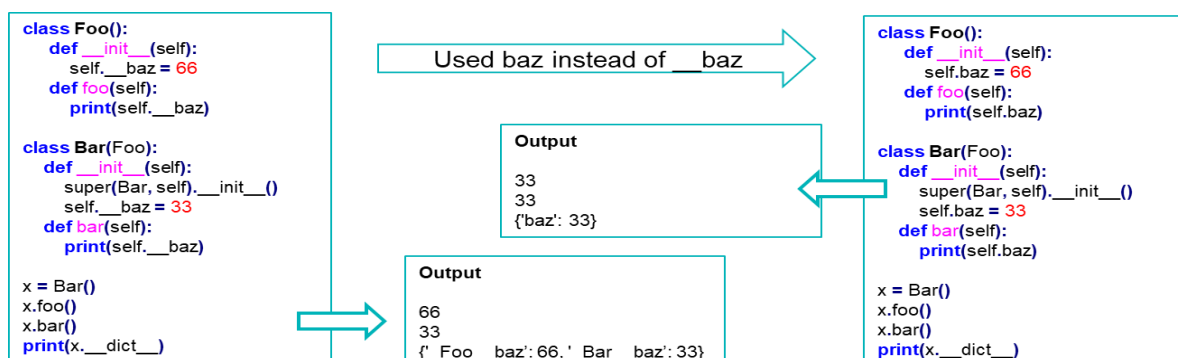 class Foo():
def __init__(self):
self.__baz = 66
def foo(self):
print(self.__baz)
class Bar(Foo):
def __init__(self):
super(Bar, self).__init__()
self.__baz = 33
def bar(self):
print(self.__baz)
x = Bar()
x.foo()
x.bar()
print(x.__dict__)
Used baz instead of __baz
Output
33
33
{'baz': 33}
Output
66
33
{'_Foo__baz': 66, '_Bar__baz': 33}
class Foo():
def __init__(self):
self.baz = 66
def foo(self):
print(self.baz)
class Bar(Foo):
def __init__(self):
super(Bar, self).__init__()
self.baz = 33
def bar(self):
print(self.baz)
x = Bar()
x.foo()
x.bar()
print(x.__dict__)